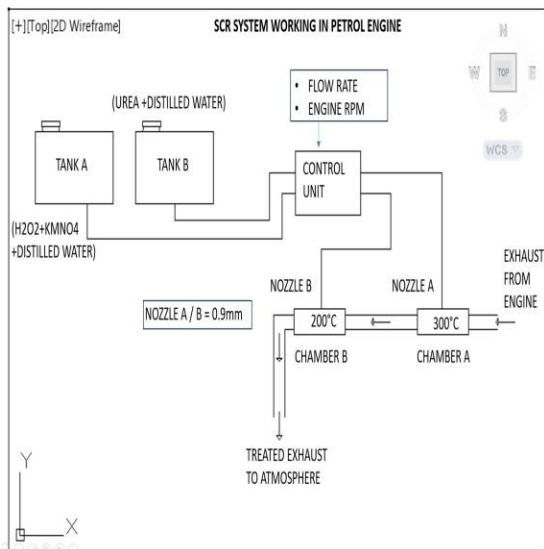 [+][Top][2D Wireframe]
SCR SYSTEM WORKING IN PETROL ENGINE
N
W
TOP
E
S
WCS
• FLOW RATE
• ENGINE RPM
(UREA +DISTILLED WATER)
TANK A
TANK B
CONTROL
UNIT
(H2O2+KMNO4
+DISTILLED WATER)
NOZZLE B
NOZZLE A
EXHAUST
FROM
ENGINE
NOZZLE A / B = 0.9mm
200°C
300°C
CHAMBER B
CHAMBER A
TREATED EXHAUST
TO ATMOSPHERE
Y
X